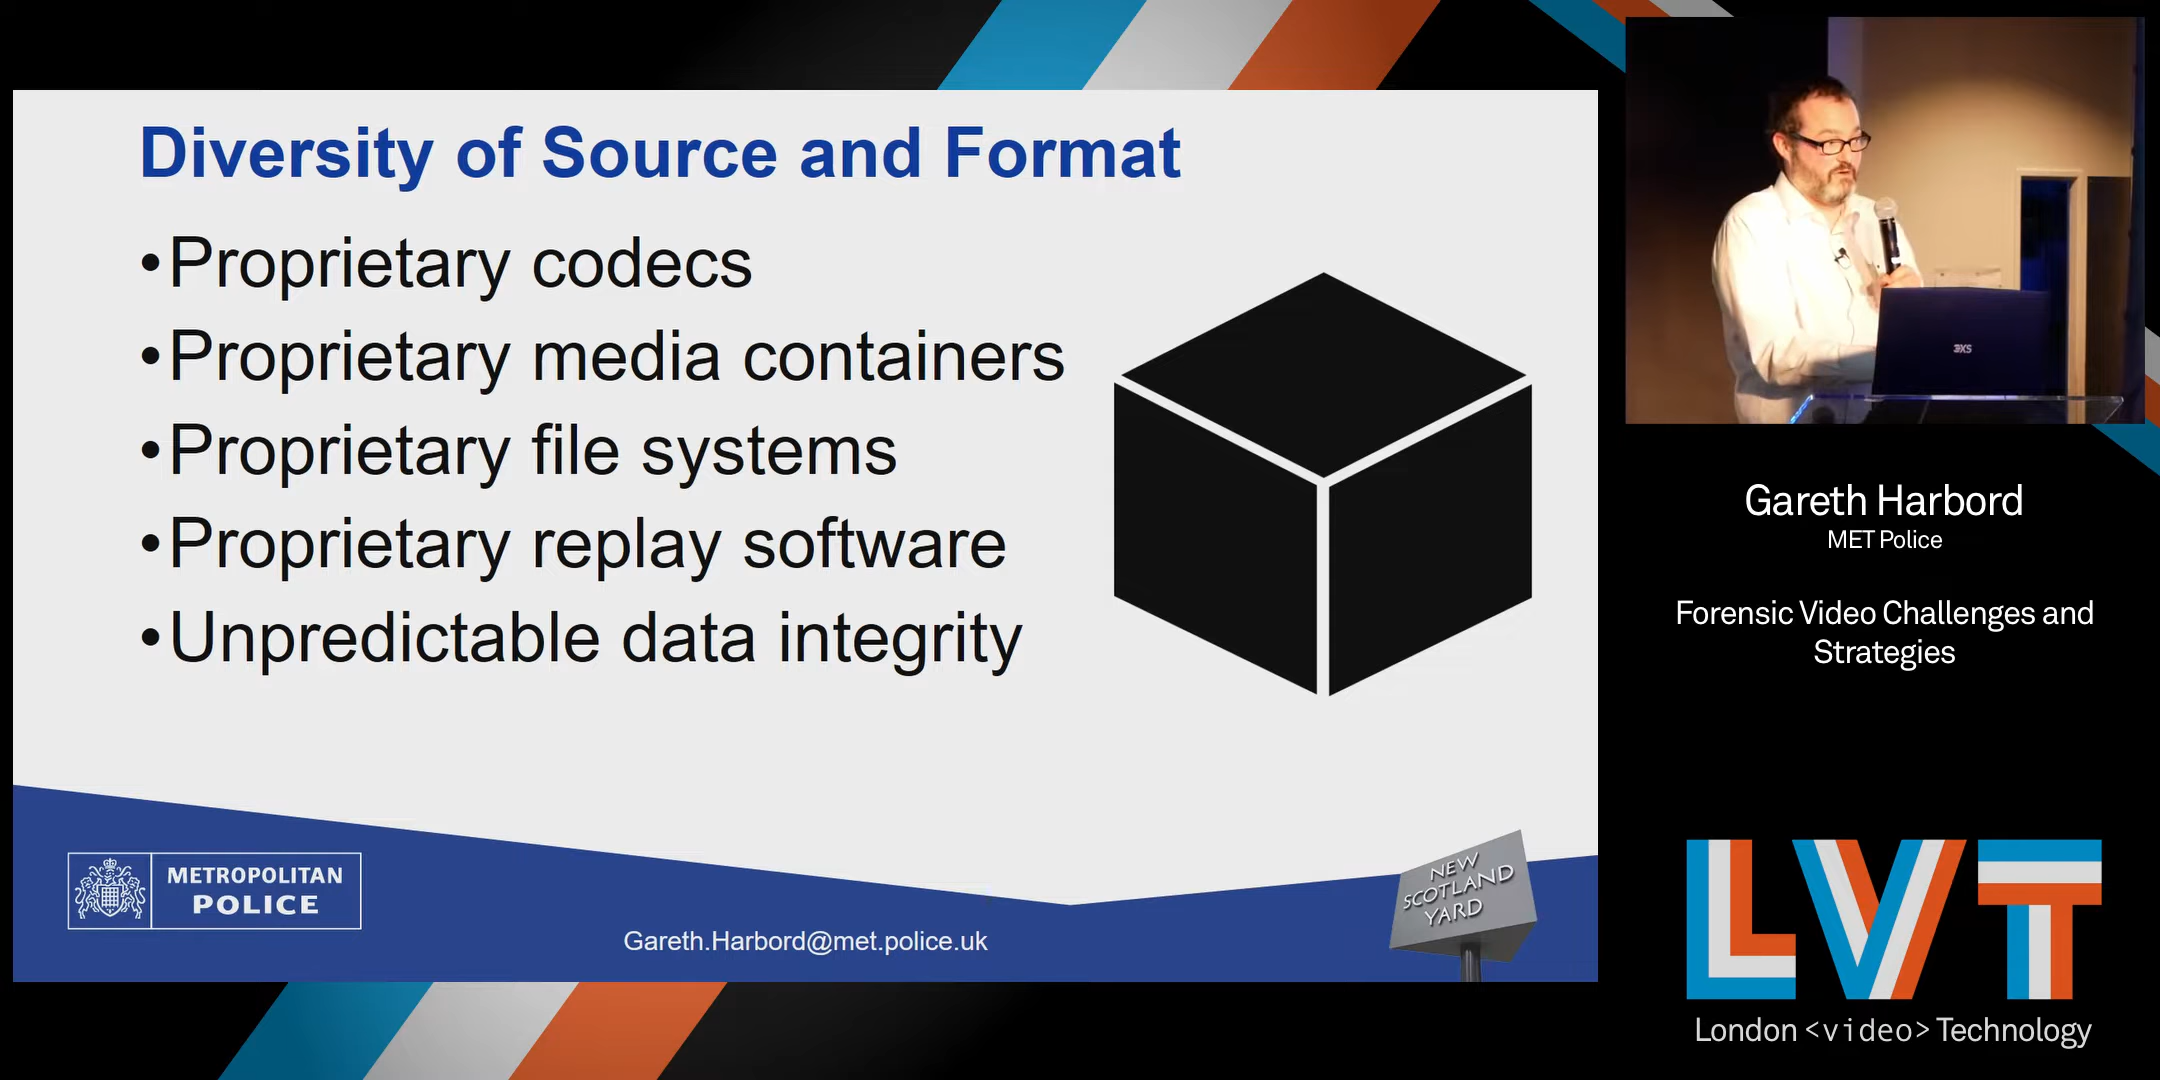 Diversity of Source and Format
•Proprietary codecs
•Proprietary media containers
•Proprietary file systems
•Proprietary replay software
•Unpredictable data integrity
METROPOLITAN
POLICE
Gareth.Harbord@met.police.uk
NEW
SCOTLAND
YARD
3XS
Gareth Harbord
MET Police
Forensic Video Challenges and
Strategies
LVT
London <video> Technology